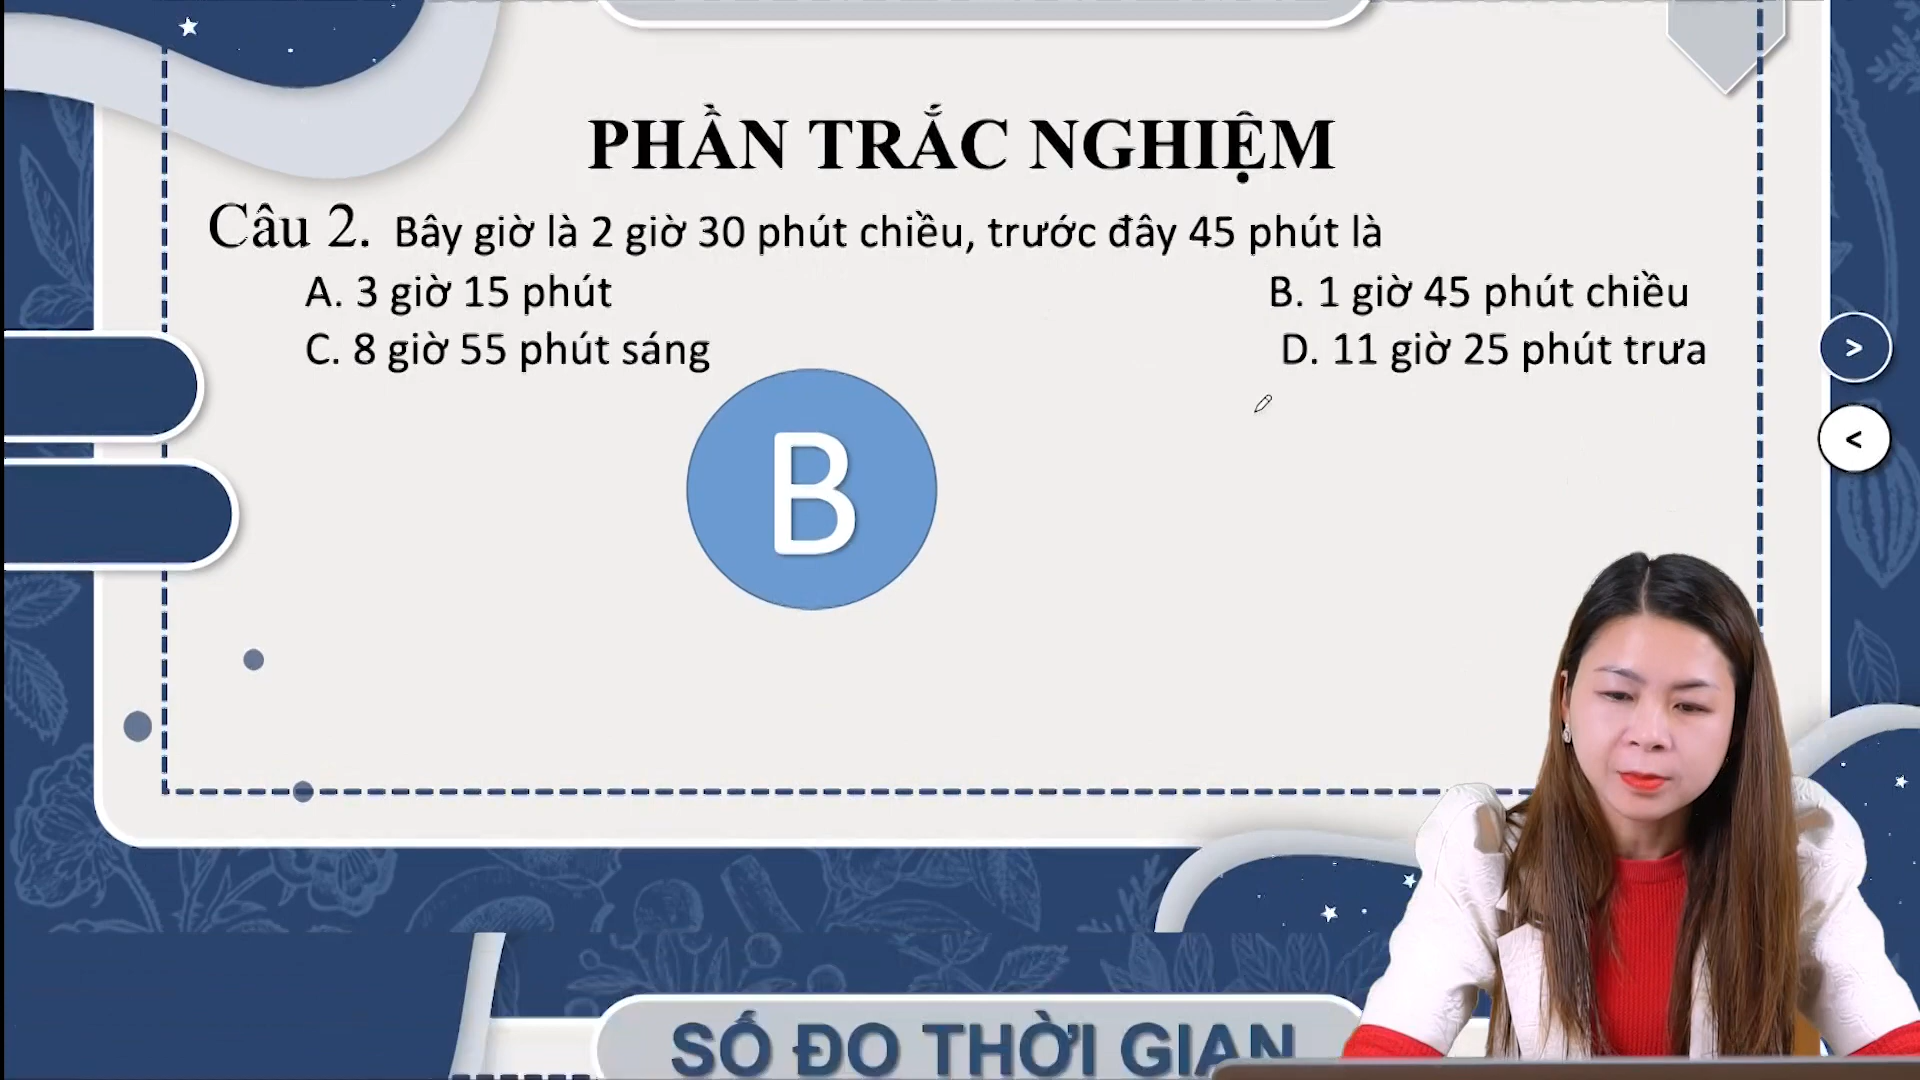 PHẦN TRẮC NGHIỆM
Câu 2. Bây giờ là 2 giờ 30 phút chiều, trước đây 45 phút là
A. 3 giờ 15 phút B. 1 giờ 45 phút chiều
C. 8 giờ 55 phút sáng D. 11 giờ 25 phút trưa
>
<
B
SỐ ĐO THỜI GIAN